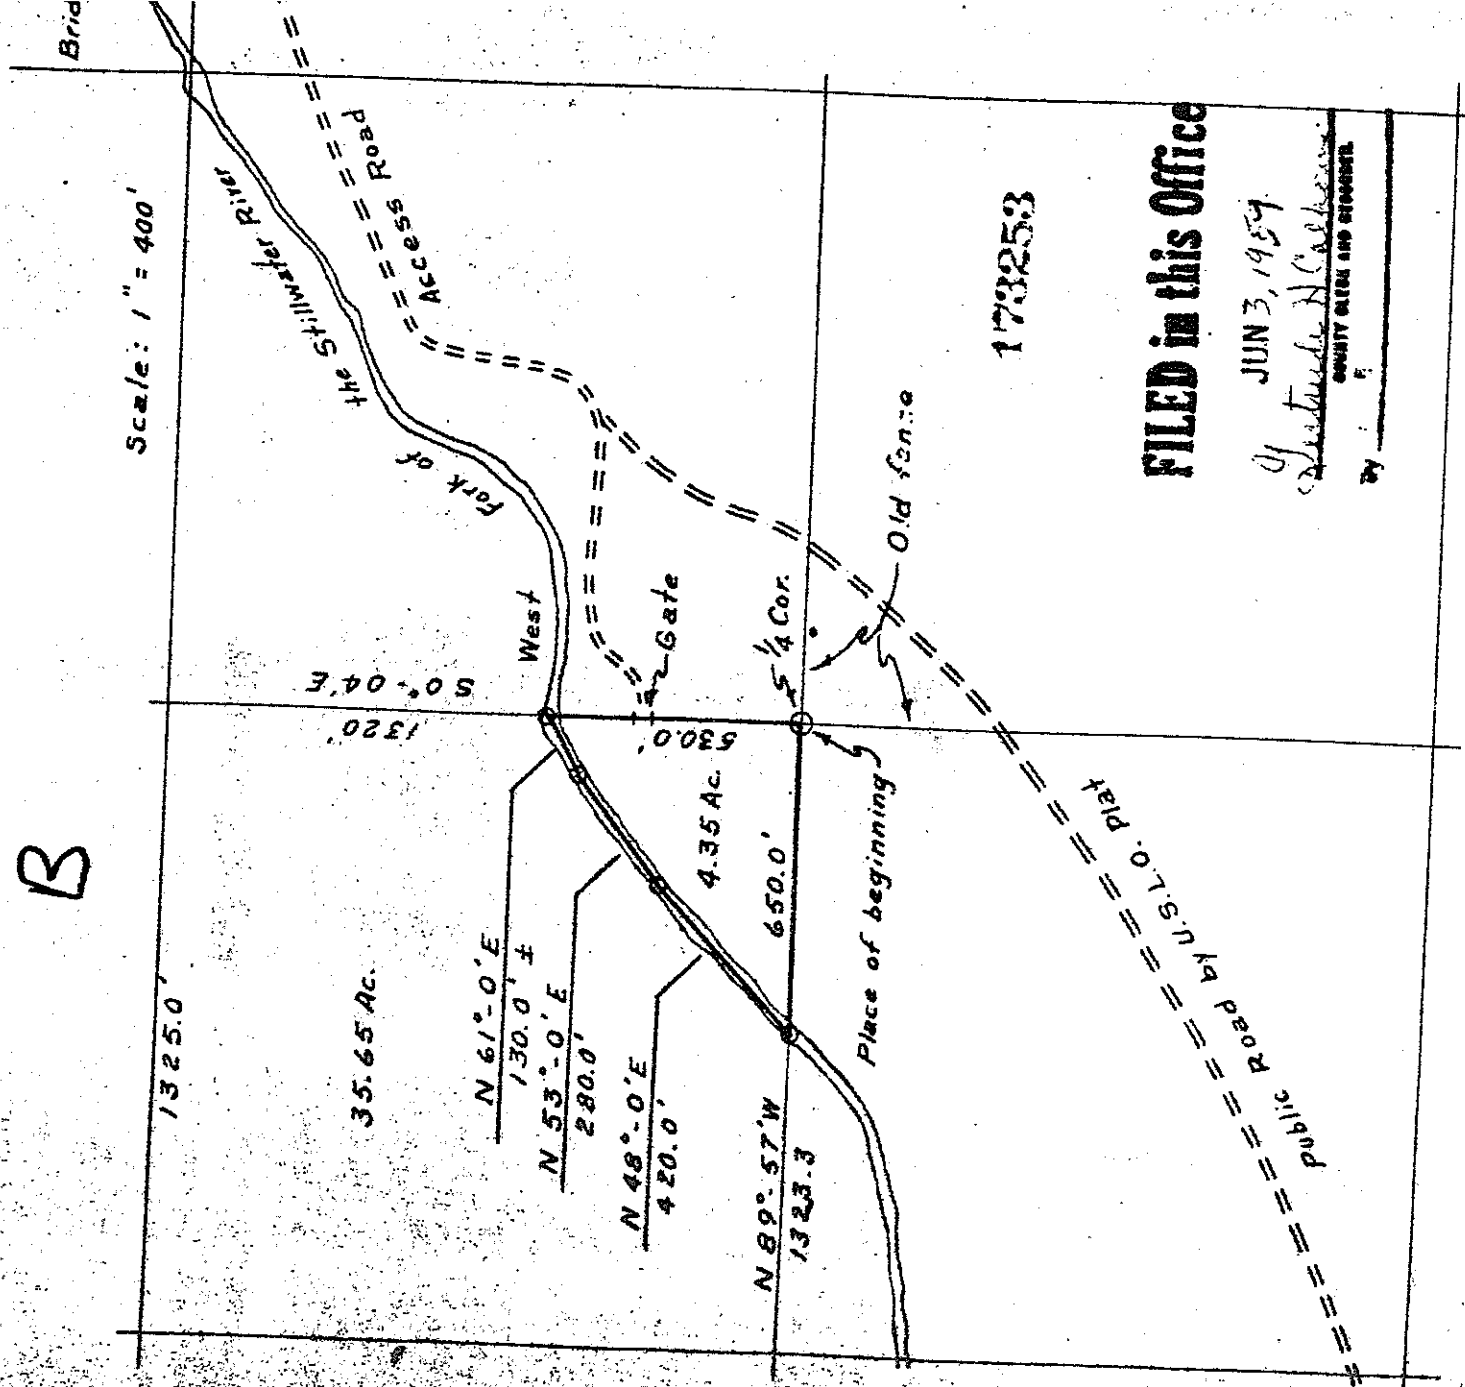 B
Scale: 1" = 400'
Brid
the Stillwater River
Fork of
West
Access Road
Gate
S 0°-04'E
1320'
530.0'
1325.0'
35.65 Ac.
N 61°-0'E
130.0' ±
N 53°-0'E
280.0'
N 48°-0'E
420.0'
4.35 Ac.
650.0'
N 89°-57'W
1323.3
S 1/4 Cor.
Place of beginning
Old fence
Public Road by U.S.L.O. Plat
173253
FILED in this Office
JUN 3, 1959
COUNTY CLERK AND RECORDER.
By